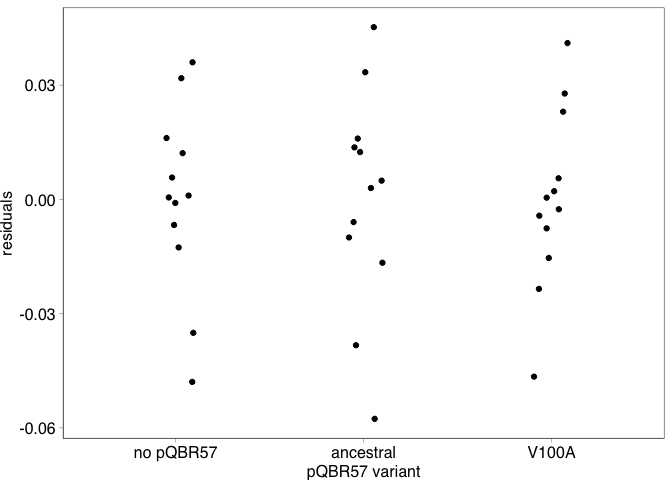 0.03
0.00
-0.03
-0.06
residuals
no pQBR57 ancestral V100A
pQBR57 variant